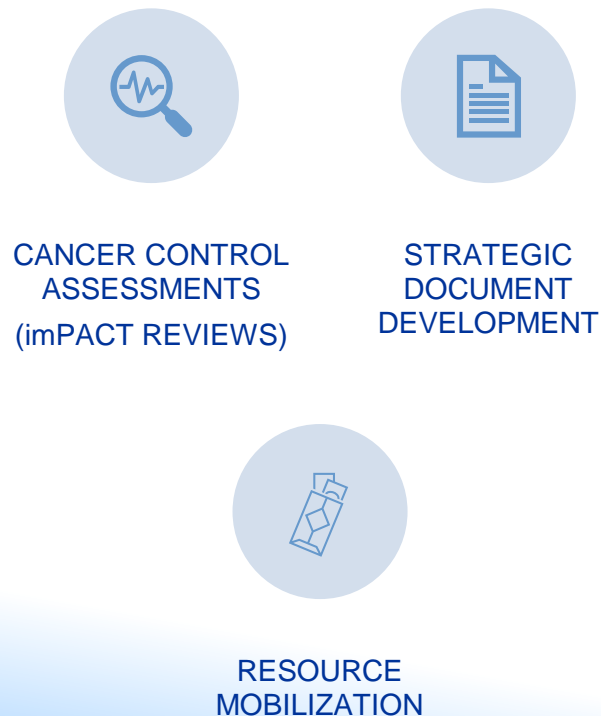 CANCER CONTROL
ASSESSMENTS
(imPACT REVIEWS)
STRATEGIC
DOCUMENT
DEVELOPMENT
RESOURCE
MOBILIZATION